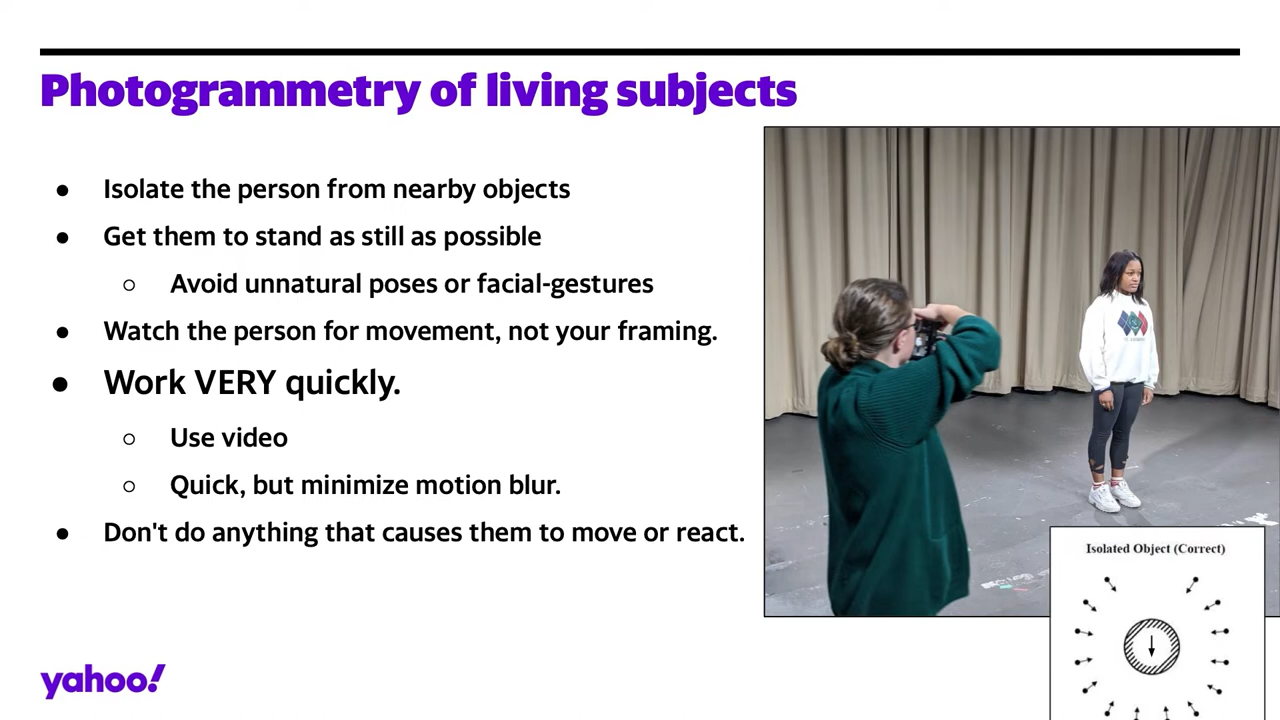 Photogrammetry of living subjects
● Isolate the person from nearby objects
● Get them to stand as still as possible
○ Avoid unnatural poses or facial-gestures
● Watch the person for movement, not your framing.
● Work VERY quickly.
○ Use video
○ Quick, but minimize motion blur.
● Don't do anything that causes them to move or react.
Isolated Object (Correct)
yahoo!